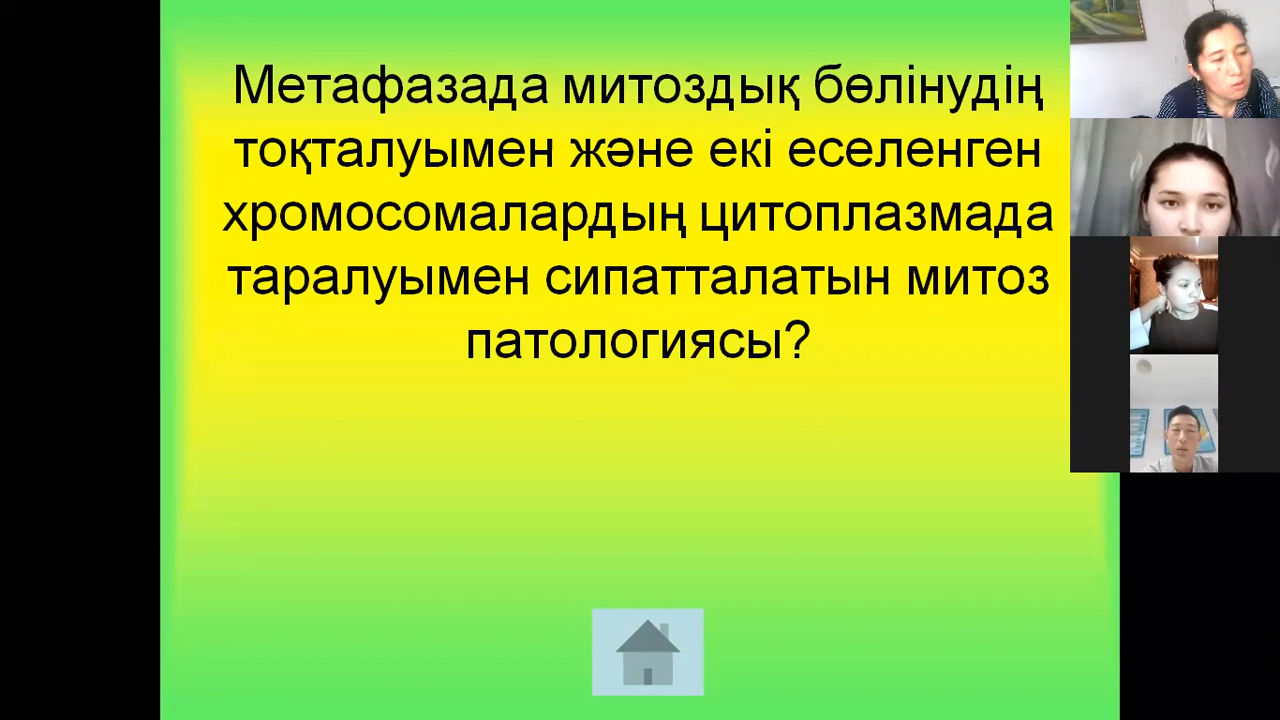 Метафазада митоздық бөлінудің
тоқталуымен және екі еселенген
хромосомалардың цитоплазмада
таралуымен сипатталатын митоз
патологиясы?